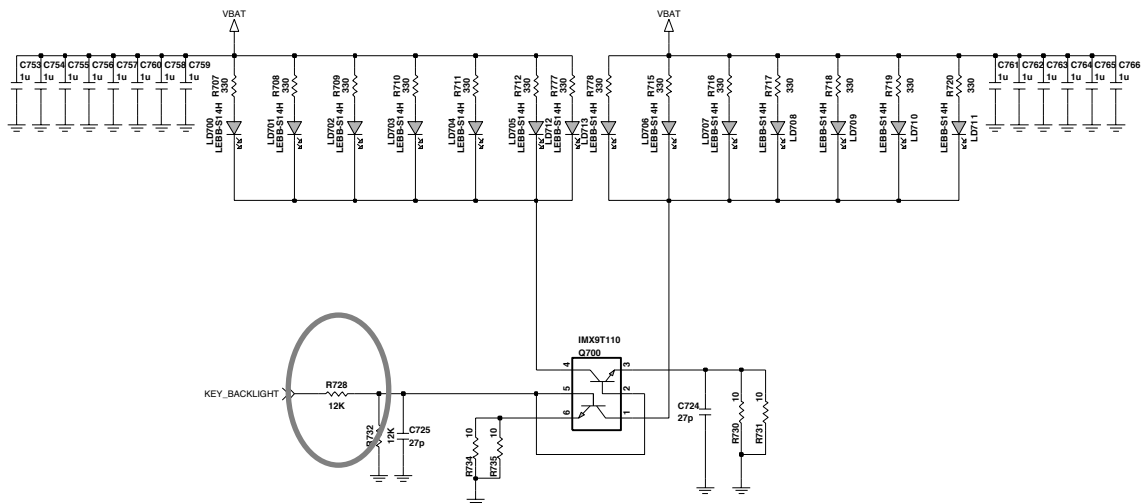 VBAT
VBAT
C753
1u
C754
1u
C755
1u
C756
1u
C757
1u
C760
1u
C758
1u
C759
1u
R707
330
R708
330
R709
330
R710
330
R711
330
R712
330
R777
330
R778
330
R715
330
R716
330
R717
330
R718
330
R719
330
R720
330
C761
1u
C762
1u
C763
1u
C764
1u
C765
1u
C766
1u
LD700
LEBB-S14H
LD701
LEBB-S14H
LD702
LEBB-S14H
LD703
LEBB-S14H
LD704
LEBB-S14H
LD705
LEBB-S14H
LD712
LEBB-S14H
LD713
LEBB-S14H
LD706
LEBB-S14H
LD707
LEBB-S14H
LEBB-S14H
LD708
LEBB-S14H
LD709
LEBB-S14H
LD710
LEBB-S14H
LD711
IMX9T110
Q700
4
3
5
2
6
1
KEY_BACKLIGHT
R728
12K
R732
12K
C725
27p
R734
10
R735
10
C724
27p
R730
10
R731
10